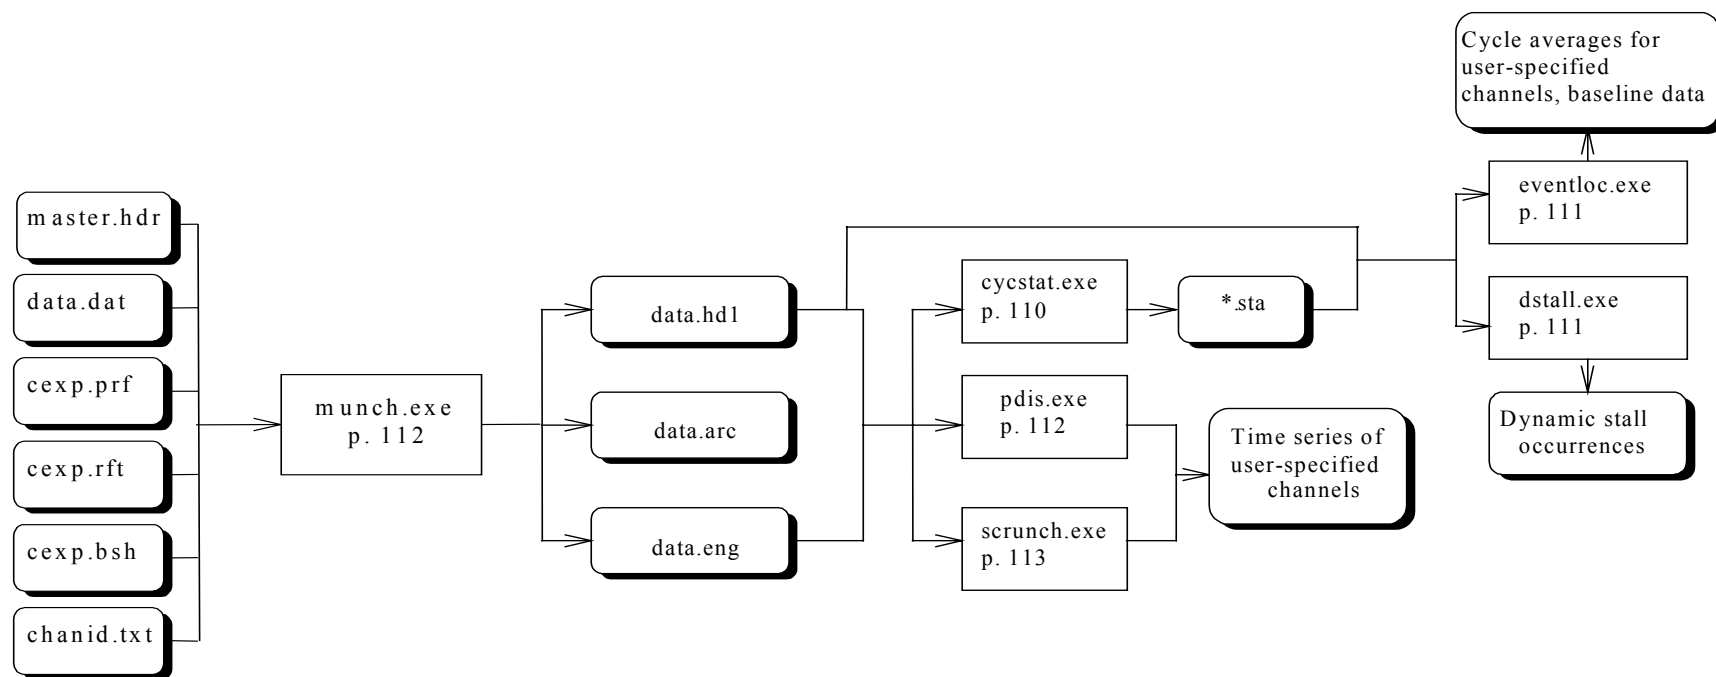 master.hdr
data.dat
cexp.prf
cexp.rft
cexp.bsh
chanid.txt
munch.exe
p. 112
data.hd1
data.arc
data.eng
cycstat.exe
p. 110
pdis.exe
p. 112
scrunch.exe
p. 113
*.sta
Time series of
user-specified
channels
Cycle averages for
user-specified
channels, baseline data
eventloc.exe
p. 111
dstall.exe
p. 111
Dynamic stall
occurrences